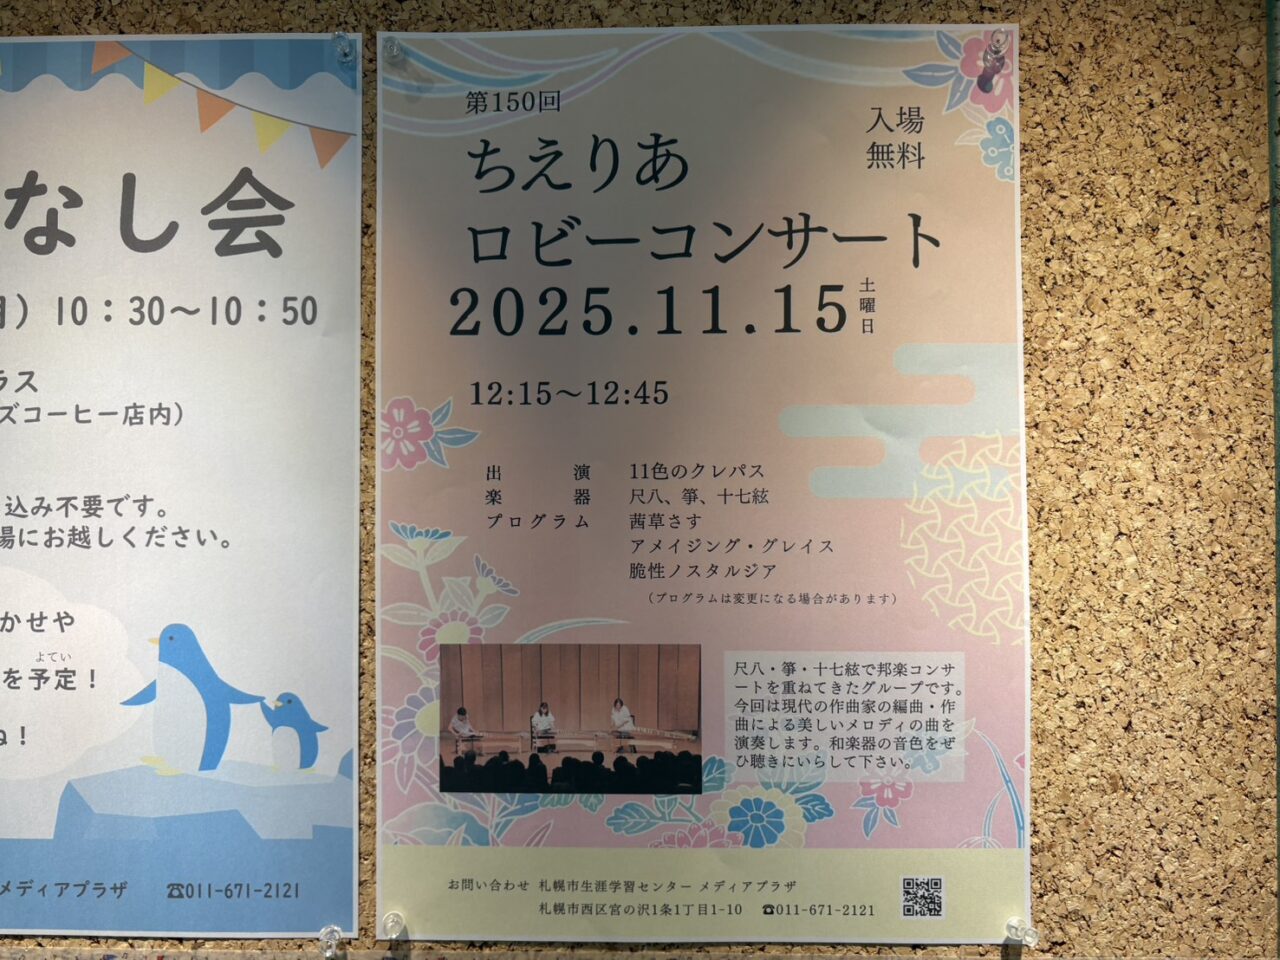 なし会
月）10：30～10：50
ラス
ズコーヒー店内）
込み不要です。
場にお越しください。
かせや
よてい
を予定！
ね！
メディアプラザ ☎011-671-2121
第150回
ちえりあ
ロビーコンサート
入場
無料
2025.11.15 土曜日
12:15～12:45
出演 11色のクレパス
楽器 尺八、箏、十七絃
プログラム 茜草さす
アメイジング・グレイス
脆性ノスタルジア
（プログラムは変更になる場合があります）
尺八・箏・十七絃で邦楽コンサ
ートを重ねてきたグループです。
今回は現代の作曲家の編曲・作
曲による美しいメロディの曲を
演奏します。和楽器の音色をぜ
ひ聴きにいらして下さい。
お問い合わせ 札幌市生涯学習センター メディアプラザ
札幌市西区宮の沢1条1丁目1-10 ☎011-671-2121